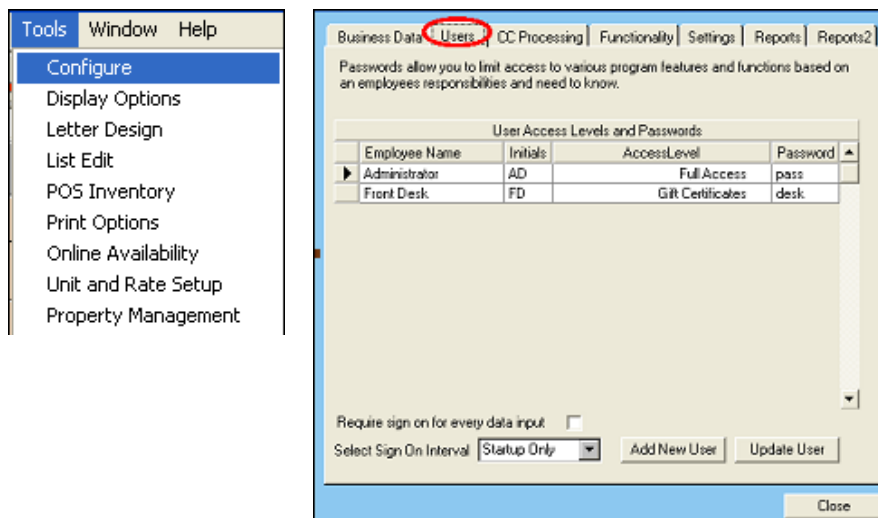 Tools Window Help
Configure
Display Options
Letter Design
List Edit
POS Inventory
Print Options
Online Availability
Unit and Rate Setup
Property Management
Business Data Users CC Processing Functionality Settings Reports Reports2
Passwords allow you to limit access to various program features and functions based on
an employees responsibilities and need to know.
User Access Levels and Passwords
Employee Name Initials AccessLevel Password
Administrator AD Full Access pass
Front Desk FD Gift Certificates desk
Require sign on for every data input
Select Sign On Interval Startup Only Add New User Update User
Close